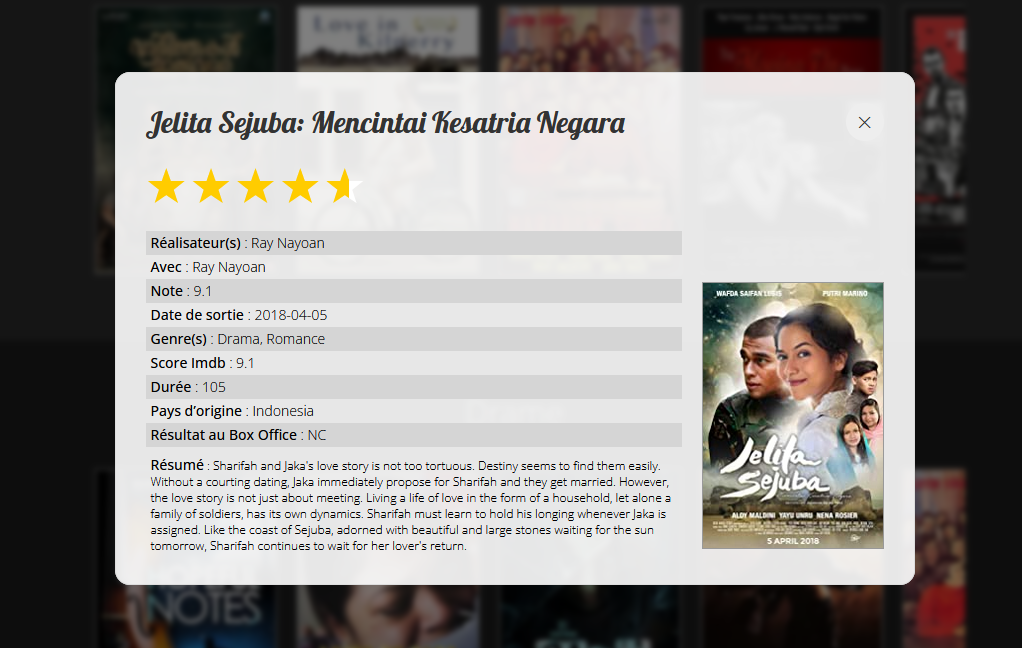 Love in
Kilnerry
Jelita Sejuba: Mencintai Kesatria Negara
Réalisateur(s) : Ray Nayoan
Avec : Ray Nayoan
Note : 9.1
Date de sortie : 2018-04-05
Genre(s) : Drama, Romance
Score Imdb : 9.1
Durée : 105
Pays d’origine : Indonesia
Résultat au Box Office : NC
Résumé : Sharifah and Jaka's love story is not too tortuous. Destiny seems to find them easily.
Without a courting dating, Jaka immediately propose for Sharifah and they get married. However,
the love story is not just about meeting. Living a life of love in the form of a household, let alone a
family of soldiers, has its own dynamics. Sharifah must learn to hold his longing whenever Jaka is
assigned. Like the coast of Sejuba, adorned with beautiful and large stones waiting for the sun
tomorrow, Sharifah continues to wait for her lover's return.
WAFDA SAIFAN LUBIS PUTRI MARINO
Jelita
Sejuba
ALDY MALDINI YAYU UNRU NENA ROSIER
5 APRIL 2018
NOTES